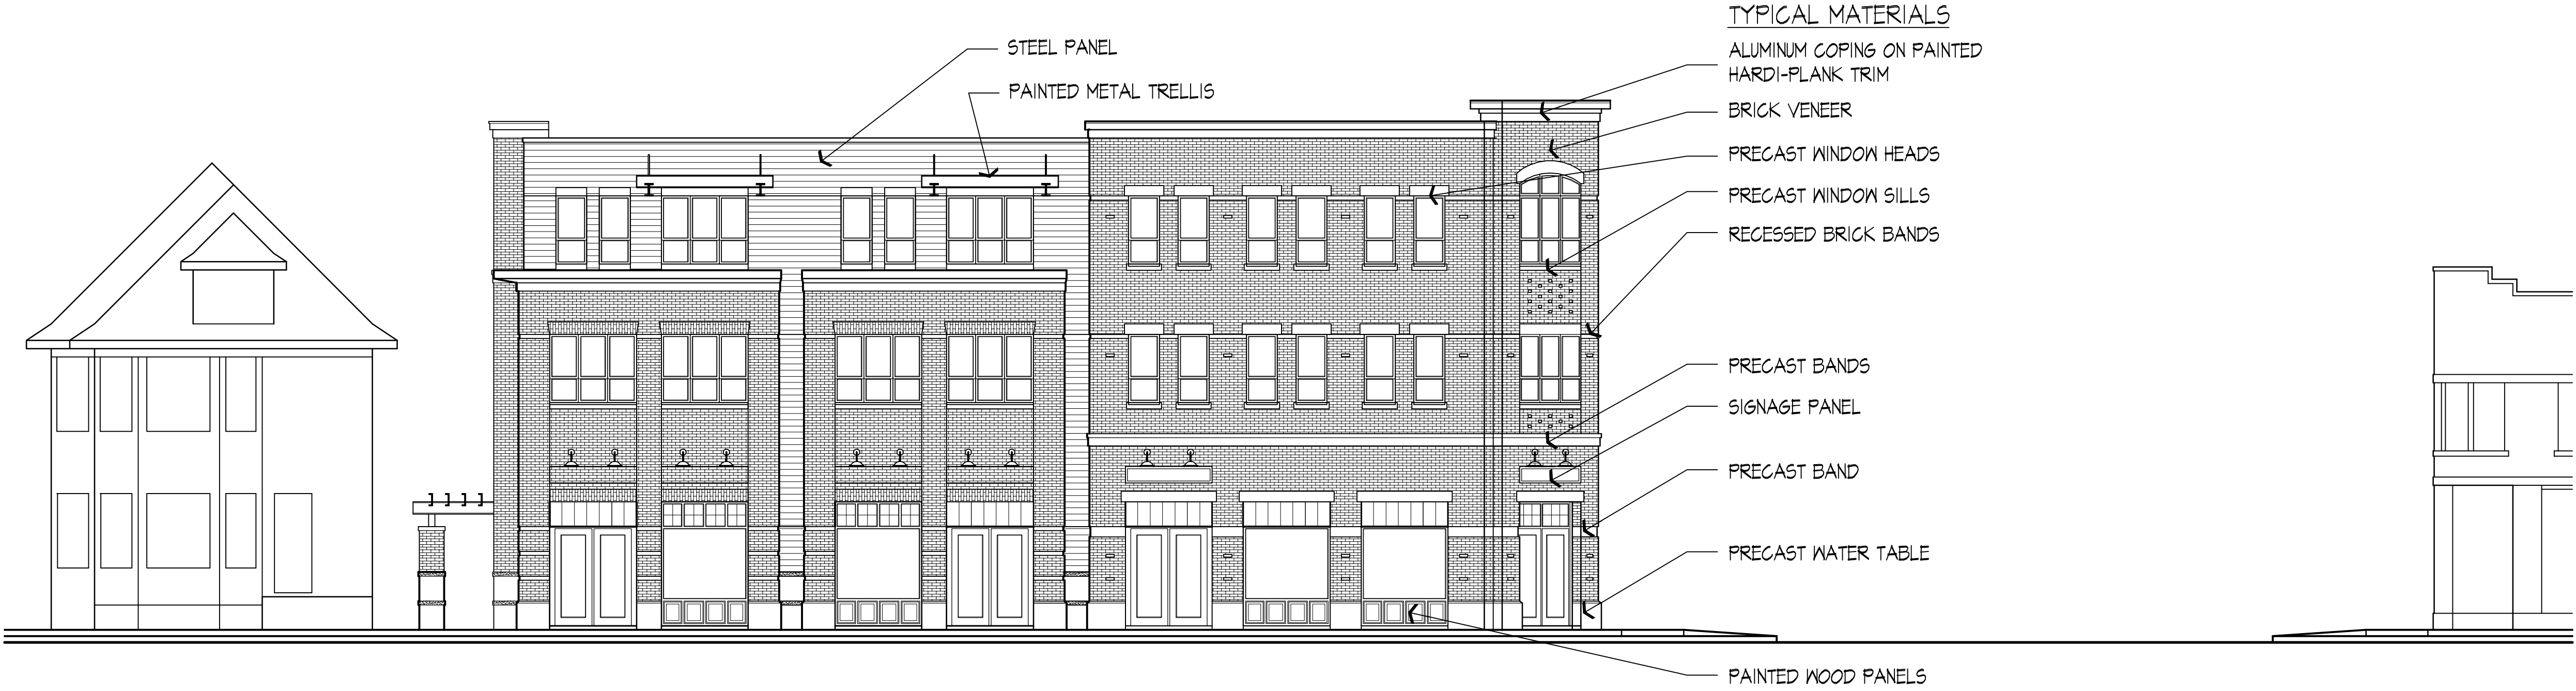 TYPICAL MATERIALS
STEEL PANEL
PAINTED METAL TRELLIS
ALUMINUM COPING ON PAINTED
HARDI-PLANK TRIM
BRICK VENEER
PRECAST WINDOW HEADS
PRECAST WINDOW SILLS
RECESSED BRICK BANDS
PRECAST BANDS
SIGNAGE PANEL
PRECAST BAND
PRECAST WATER TABLE
PAINTED WOOD PANELS